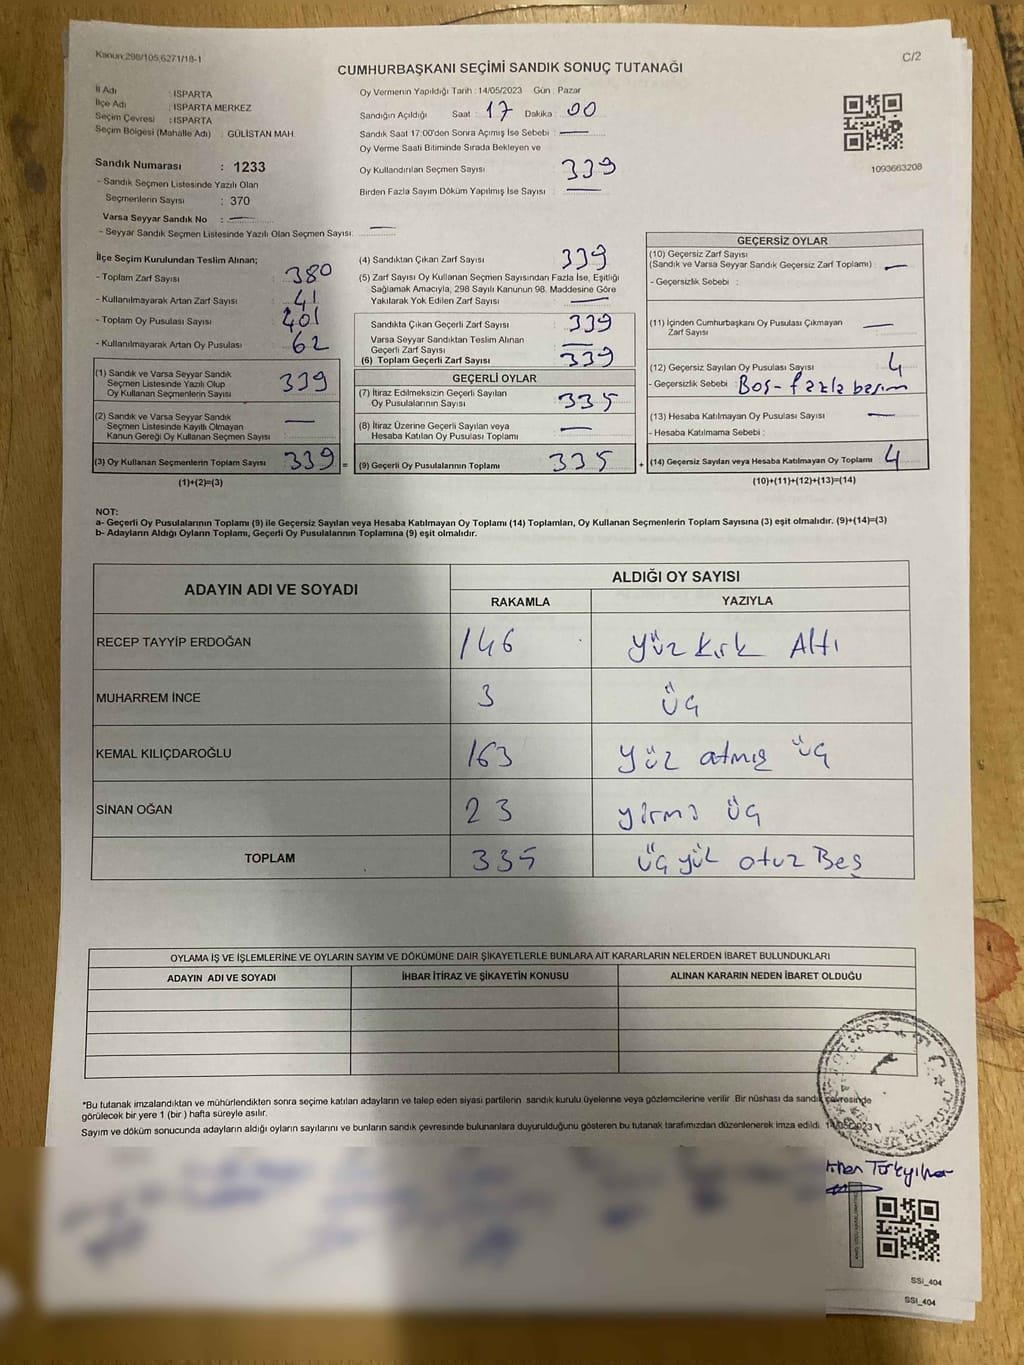 Kanun:298/105,6271/18-1
C/2
CUMHURBAŞKANI SEÇİMİ SANDIK SONUÇ TUTANAĞI
İl Adı : ISPARTA
İlçe Adı : ISPARTA MERKEZ
Seçim Çevresi : ISPARTA
Seçim Bölgesi (Mahalle Adı) : GÜLİSTAN MAH.
Sandık Numarası : 1233
- Sandık Seçmen Listesinde Yazılı Olan
Seçmenlerin Sayısı : 370
Varsa Seyyar Sandık No : —
- Seyyar Sandık Seçmen Listesinde Yazılı Olan Seçmen Sayısı: —
Oy Vermenin Yapıldığı Tarih : 14/05/2023 Gün : Pazar
Sandığın Açıldığı Saat : 17 Dakika : 00
Sandık Saat 17:00'den Sonra Açımış İse Sebebi : —
Oy Verme Saati Bitiminde Sırada Bekleyen ve
Oy Kullandırılan Seçmen Sayısı : 339
Birden Fazla Sayım Döküm Yapılmış İse Sayısı : —
1093663208
İlçe Seçim Kurulundan Teslim Alınan;
- Toplam Zarf Sayısı : 380
- Kullanılmayarak Artan Zarf Sayısı : 41
- Toplam Oy Pusulası Sayısı : 401
- Kullanılmayarak Artan Oy Pusulası : 62
(1) Sandık ve Varsa Seyyar Sandık
Seçmen Listesinde Yazılı Olup
Oy Kullanan Seçmenlerin Sayısı : 339
(2) Sandık ve Varsa Seyyar Sandık
Seçmen Listesinde Kayıtlı Olmayan
Kanun Gereği Oy Kullanan Seçmen Sayısı : —
(3) Oy Kullanan Seçmenlerin Toplam Sayısı : 339 =
(1)+(2)=(3)
(4) Sandıktan Çıkan Zarf Sayısı : 339
(5) Zarf Sayısı Oy Kullanan Seçmen Sayısından Fazla İse, Eşitliği
Sağlamak Amacıyla, 298 Sayılı Kanunun 98. Maddesine Göre
Yakılarak Yok Edilen Zarf Sayısı : —
Sandıkta Çıkan Geçerli Zarf Sayısı : 339
Varsa Seyyar Sandıktan Teslim Alınan
Geçerli Zarf Sayısı : —
(6) Toplam Geçerli Zarf Sayısı : 339
GEÇERLİ OYLAR
(7) İtiraz Edilmeksizin Geçerli Sayılan
Oy Pusulalarının Sayısı : 335
(8) İtiraz Üzerine Geçerli Sayılan veya
Hesaba Katılan Oy Pusulası Toplamı : —
(9) Geçerli Oy Pusulalarının Toplamı : 335 +
GEÇERSİZ OYLAR
(10) Geçersiz Zarf Sayısı
(Sandık ve Varsa Seyyar Sandık Geçersiz Zarf Toplamı) : —
- Geçersizlik Sebebi :
(11) İçinden Cumhurbaşkanı Oy Pusulası Çıkmayan
Zarf Sayısı : —
(12) Geçersiz Sayılan Oy Pusulası Sayısı : 4
- Geçersizlik Sebebi : Boş - fazla basım
(13) Hesaba Katılmayan Oy Pusulası Sayısı : —
- Hesaba Katılmama Sebebi :
(14) Geçersiz Sayılan veya Hesaba Katılmayan Oy Toplamı : 4
(10)+(11)+(12)+(13)=(14)
NOT:
a- Geçerli Oy Pusulalarının Toplamı (9) ile Geçersiz Sayılan veya Hesaba Katılmayan Oy Toplamı (14) Toplamları, Oy Kullanan Seçmenlerin Toplam Sayısına (3) eşit olmalıdır. (9)+(14)=(3)
b- Adayların Aldığı Oyların Toplamı, Geçerli Oy Pusulalarının Toplamına (9) eşit olmalıdır.
ADAYIN ADI VE SOYADI ALDIĞI OY SAYISI
RAKAMLA YAZIYLA
RECEP TAYYİP ERDOĞAN 146 yüz kırk Altı
MUHARREM İNCE 3 üç
KEMAL KILIÇDAROĞLU 163 yüz atmış üç
SİNAN OĞAN 23 yirmi üç
TOPLAM 335 üç yüz otuz Beş
OYLAMA İŞ VE İŞLEMLERİNE VE OYLARIN SAYIM VE DÖKÜMÜNE DAİR ŞİKAYETLERLE BUNLARA AİT KARARLARIN NELERDEN İBARET BULUNDUKLARI
ADAYIN ADI VE SOYADI İHBAR İTİRAZ VE ŞİKAYETİN KONUSU ALINAN KARARIN NEDEN İBARET OLDUĞU
*Bu tutanak imzalandıktan ve mühürlendikten sonra seçime katılan adayların ve talep eden siyasi partilerin sandık kurulu üyelerine veya gözlemcilerine verilir. Bir nüshası da sandık çevresinde
görülecek bir yere 1 (bir ) hafta süreyle asılır.
Sayım ve döküm sonucunda adayların aldığı oyların sayılarını ve bunların sandık çevresinde bulunanlara duyurulduğunu gösteren bu tutanak tarafımızdan düzenlenerek imza edildi. 14/05/2023
SSI_404
SSI_404